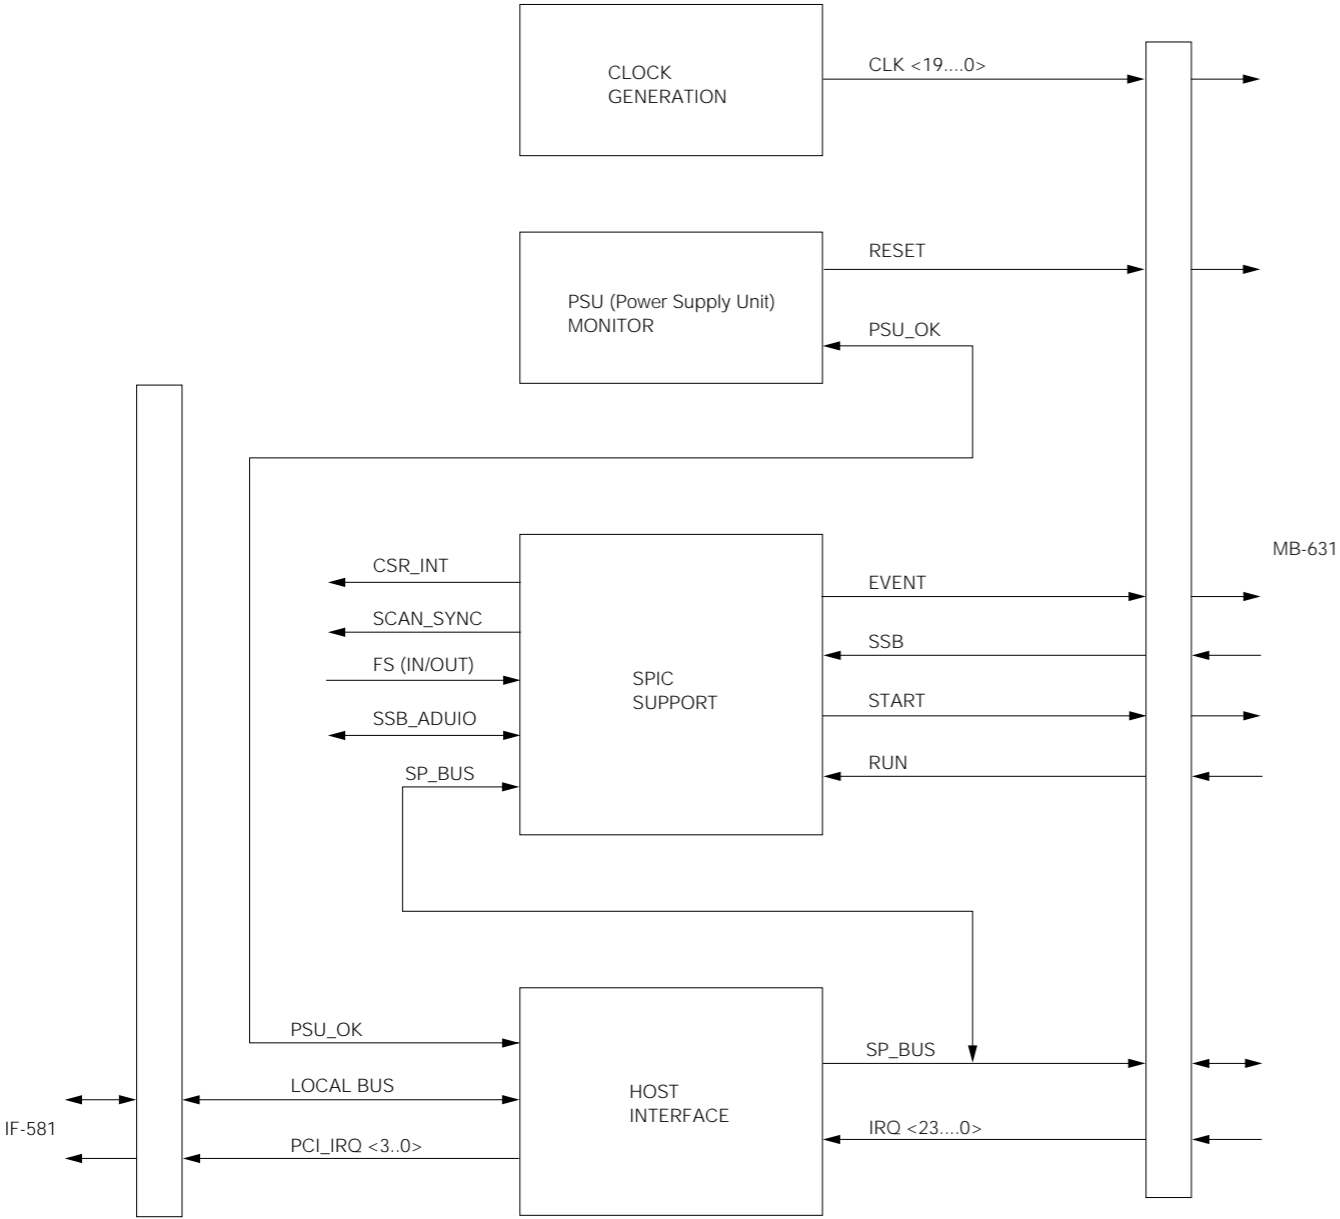 CLOCK
GENERATION
CLK <19....0>
PSU (Power Supply Unit)
MONITOR
RESET
PSU_OK
MB-631
CSR_INT
SCAN_SYNC
FS (IN/OUT)
SSB_ADUIO
SP_BUS
SPIC
SUPPORT
EVENT
SSB
START
RUN
PSU_OK
LOCAL BUS
PCI_IRQ <3..0>
IF-581
HOST
INTERFACE
SP_BUS
IRQ <23....0>